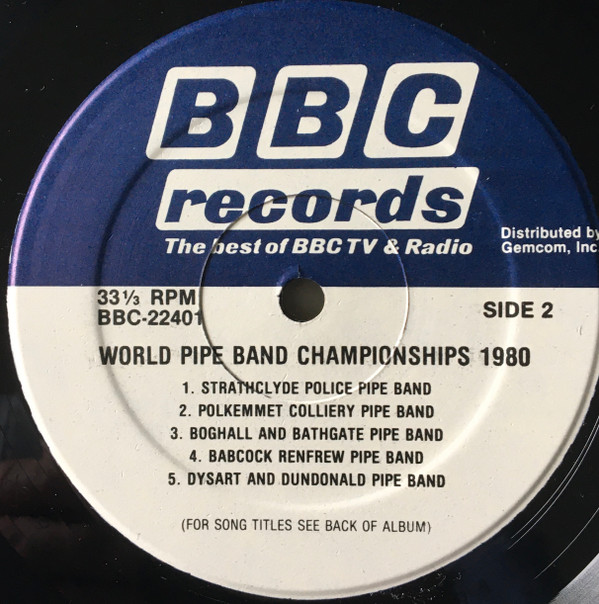 BBC
records
The best of BBC TV & Radio
Distributed by
Gemcom, Inc
33⅓ RPM
BBC-22401
SIDE 2
WORLD PIPE BAND CHAMPIONSHIPS 1980
1. STRATHCLYDE POLICE PIPE BAND
2. POLKEMMET COLLIERY PIPE BAND
3. BOGHALL AND BATHGATE PIPE BAND
4. BABCOCK RENFREW PIPE BAND
5. DYSART AND DUNDONALD PIPE BAND
(FOR SONG TITLES SEE BACK OF ALBUM)